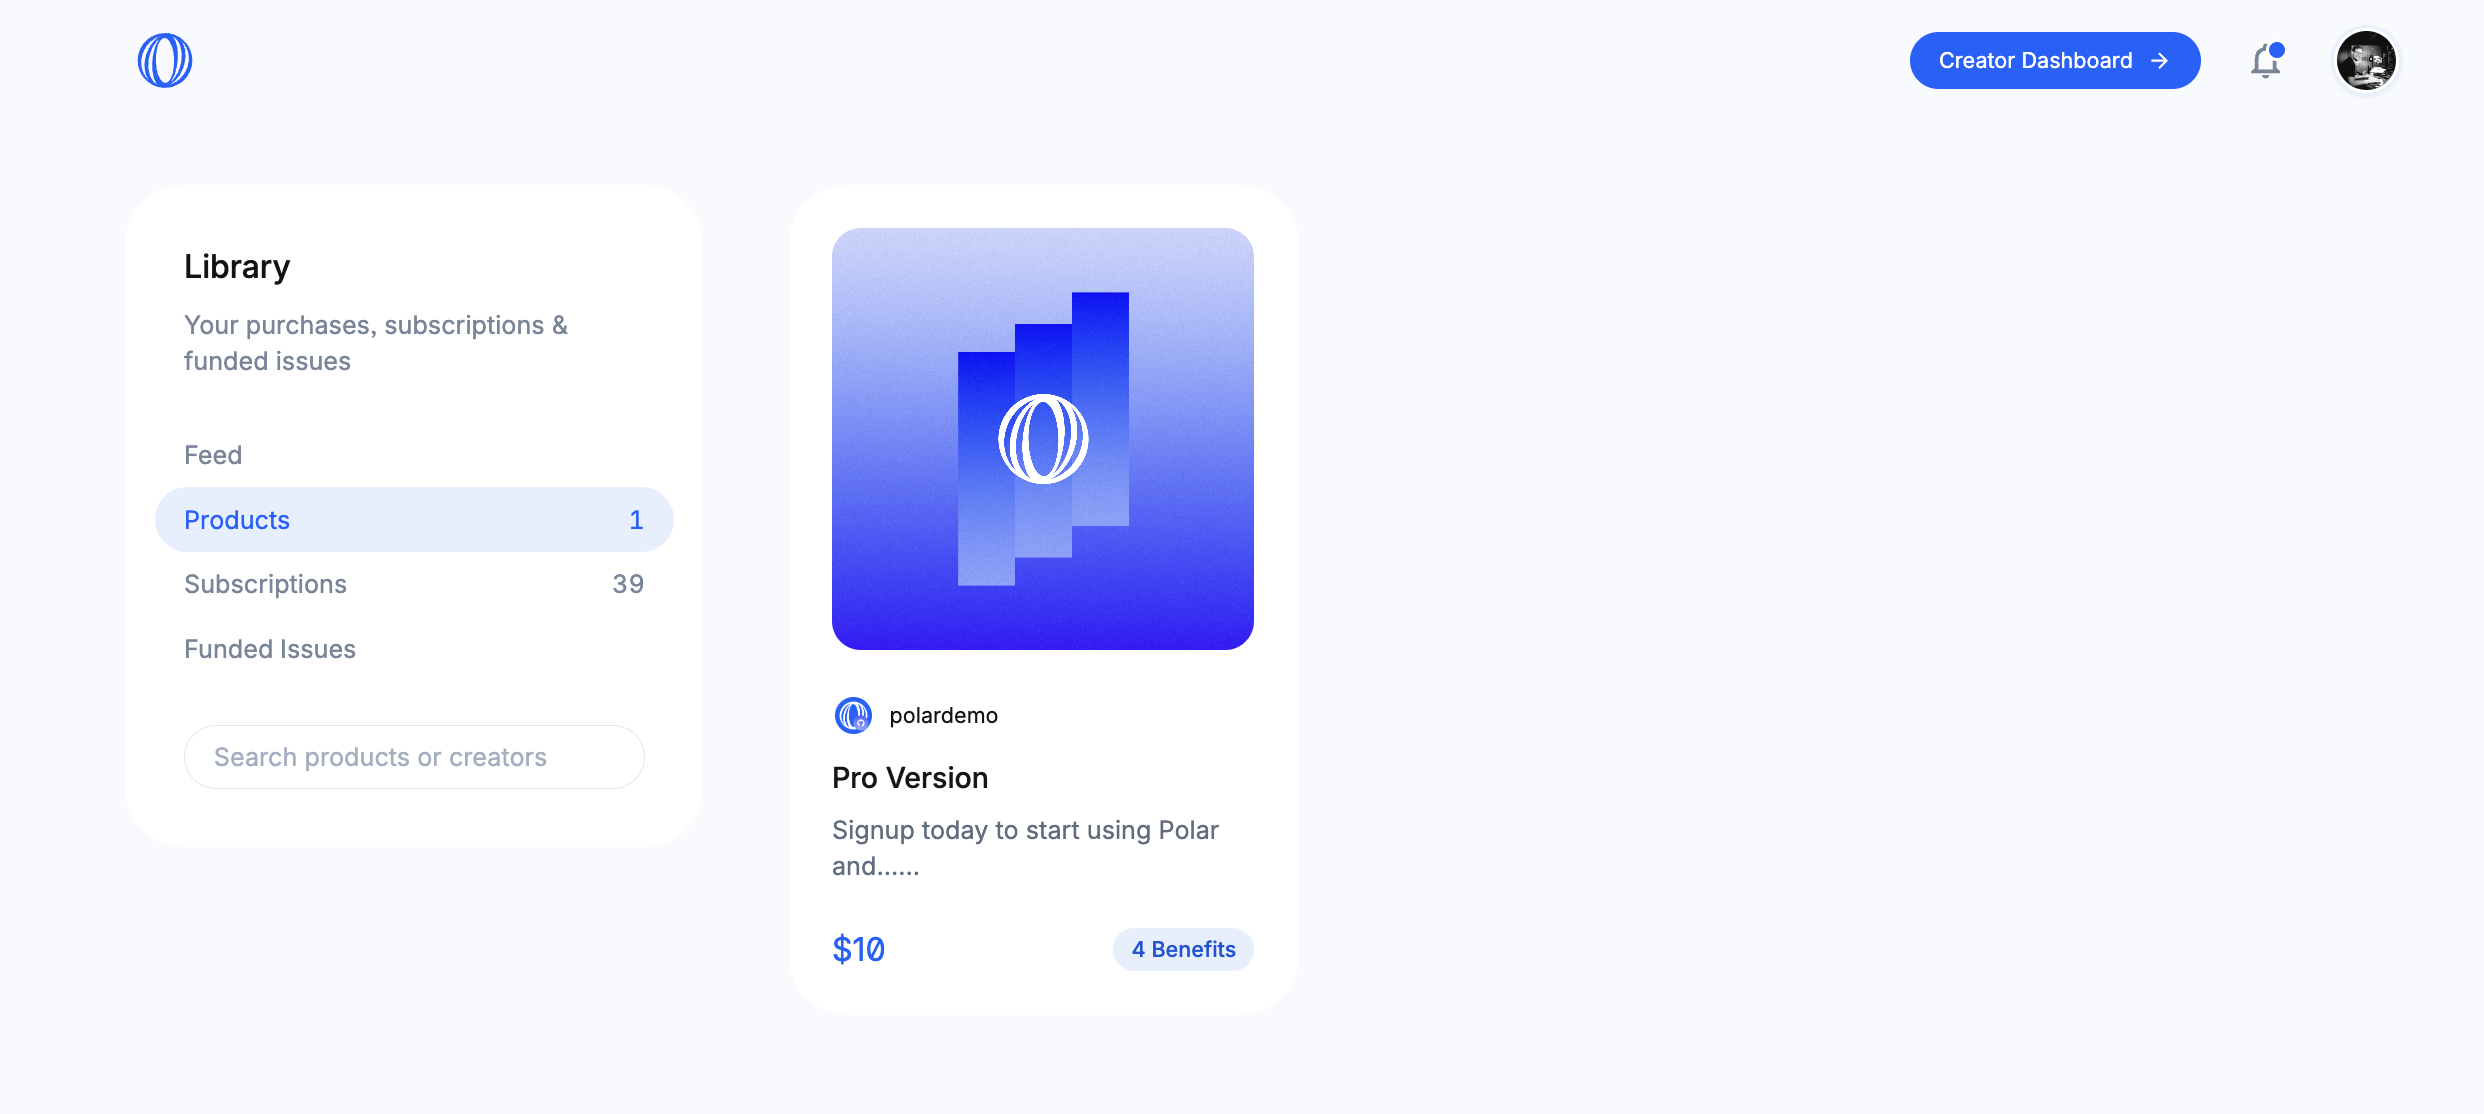 Creator Dashboard →
Library
Your purchases, subscriptions &
funded issues
Feed
Products 1
Subscriptions 39
Funded Issues
Search products or creators
polardemo
Pro Version
Signup today to start using Polar
and......
$10
4 Benefits